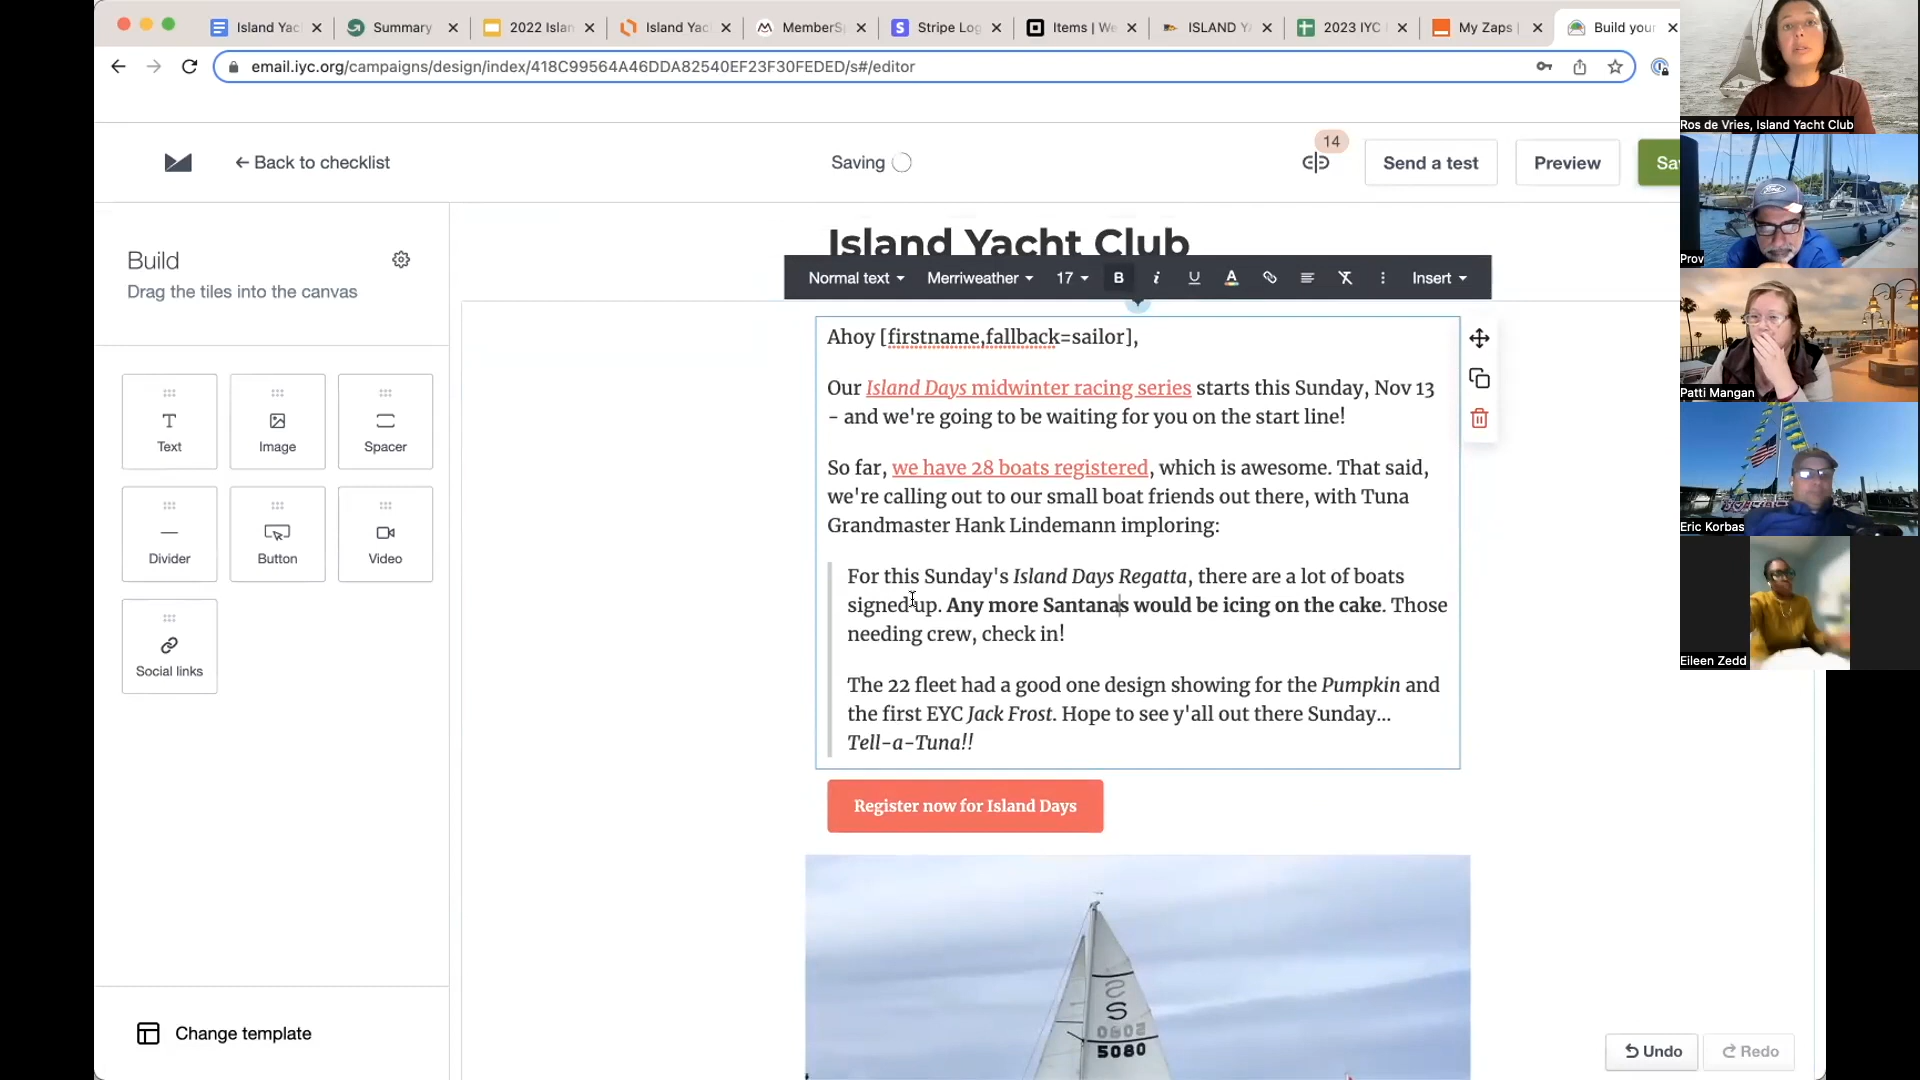 Island Yac
Summary
2022 Islan
Island Yac
MemberSp
Stripe Log
Items | We
ISLAND Y
2023 IYC
My Zaps |
Build your
email.iyc.org/campaigns/design/index/418C99564A46DDA82540EF23F30FEDED/s#/editor
← Back to checklist
Saving
14
Send a test
Preview
Sa
Build
Drag the tiles into the canvas
Text
Image
Spacer
Divider
Button
Video
Social links
Change template
Island Yacht Club
Normal text
Merriweather
17
B
i
U
A
Insert
Ahoy [firstname,fallback=sailor],
Our Island Days midwinter racing series starts this Sunday, Nov 13
- and we're going to be waiting for you on the start line!
So far, we have 28 boats registered, which is awesome. That said,
we're calling out to our small boat friends out there, with Tuna
Grandmaster Hank Lindemann imploring:
For this Sunday's Island Days Regatta, there are a lot of boats
signed up. Any more Santanas would be icing on the cake. Those
needing crew, check in!
The 22 fleet had a good one design showing for the Pumpkin and
the first EYC Jack Frost. Hope to see y'all out there Sunday...
Tell-a-Tuna!!
Register now for Island Days
S
S
5080
Undo
Redo
Ros de Vries, Island Yacht Club
Prov
Patti Mangan
Eric Korbas
Eileen Zedd